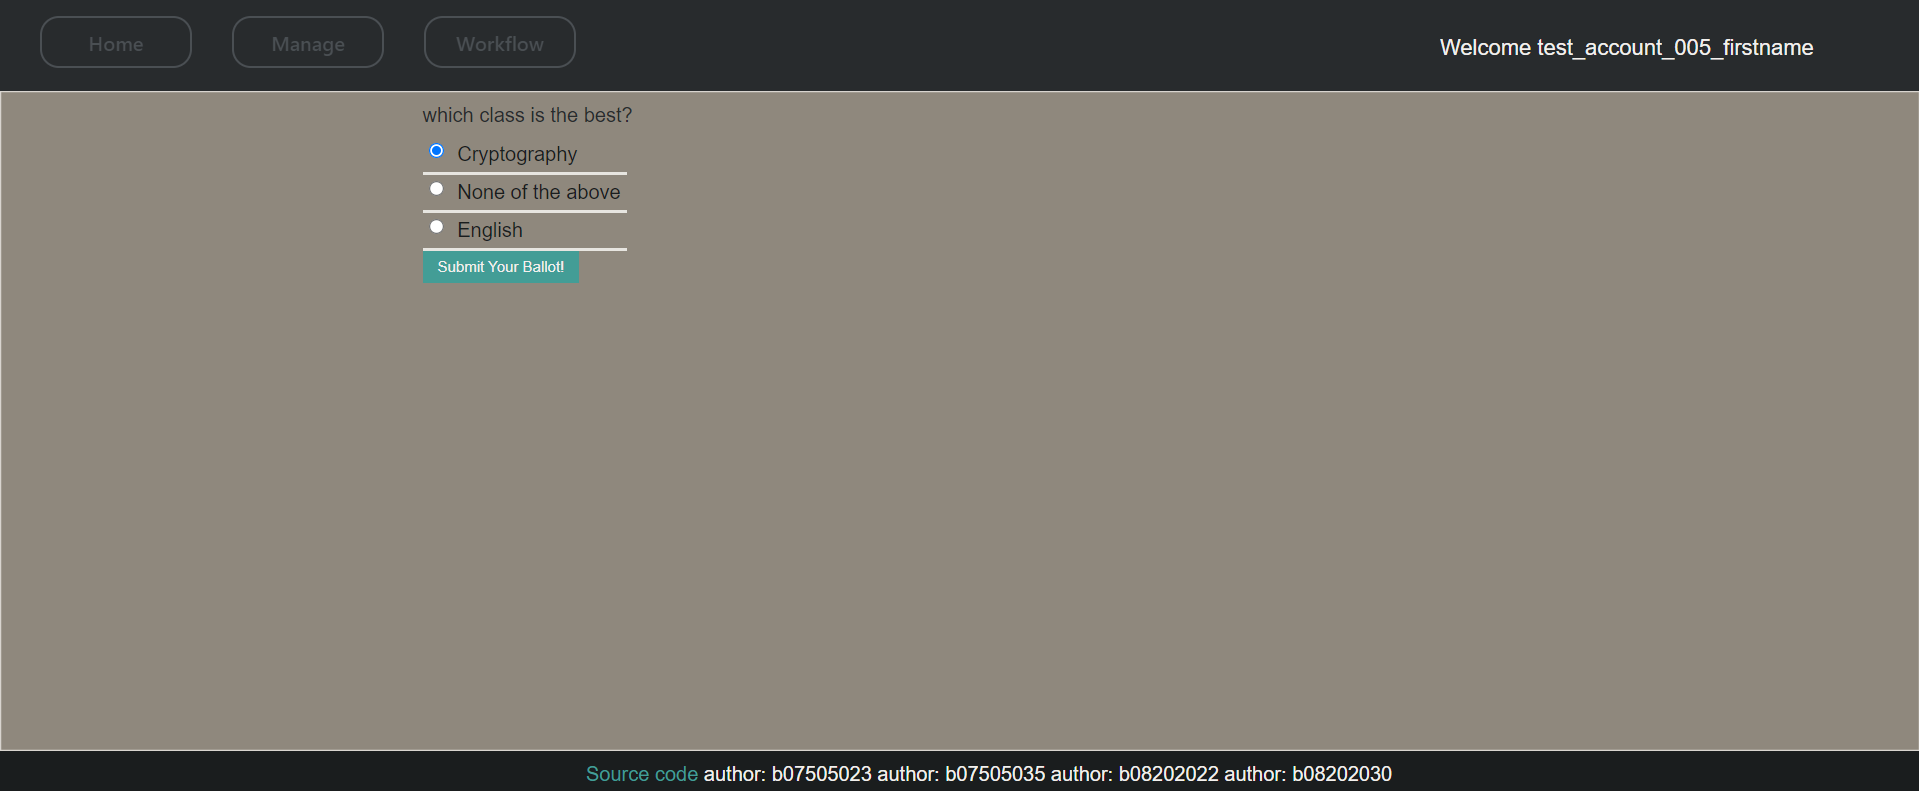 Home Manage Workflow Welcome test_account_005_firstname
which class is the best?
Cryptography
None of the above
English
Submit Your Ballot!
Source code author: b07505023 author: b07505035 author: b08202022 author: b08202030